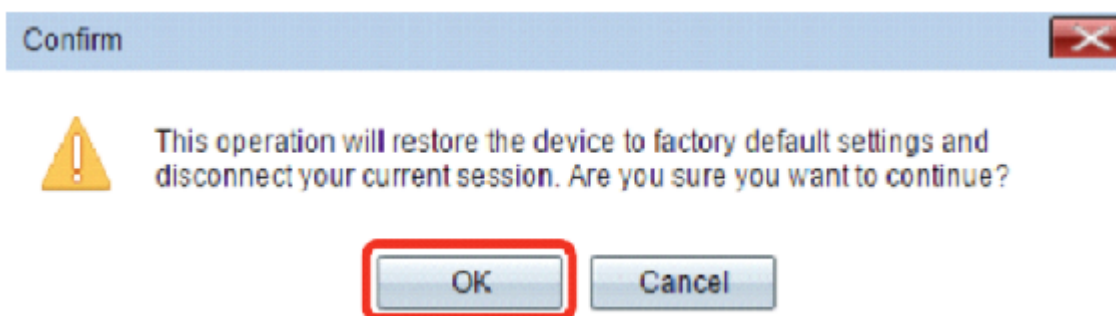 Confirm
This operation will restore the device to factory default settings and
disconnect your current session. Are you sure you want to continue?
OK
Cancel